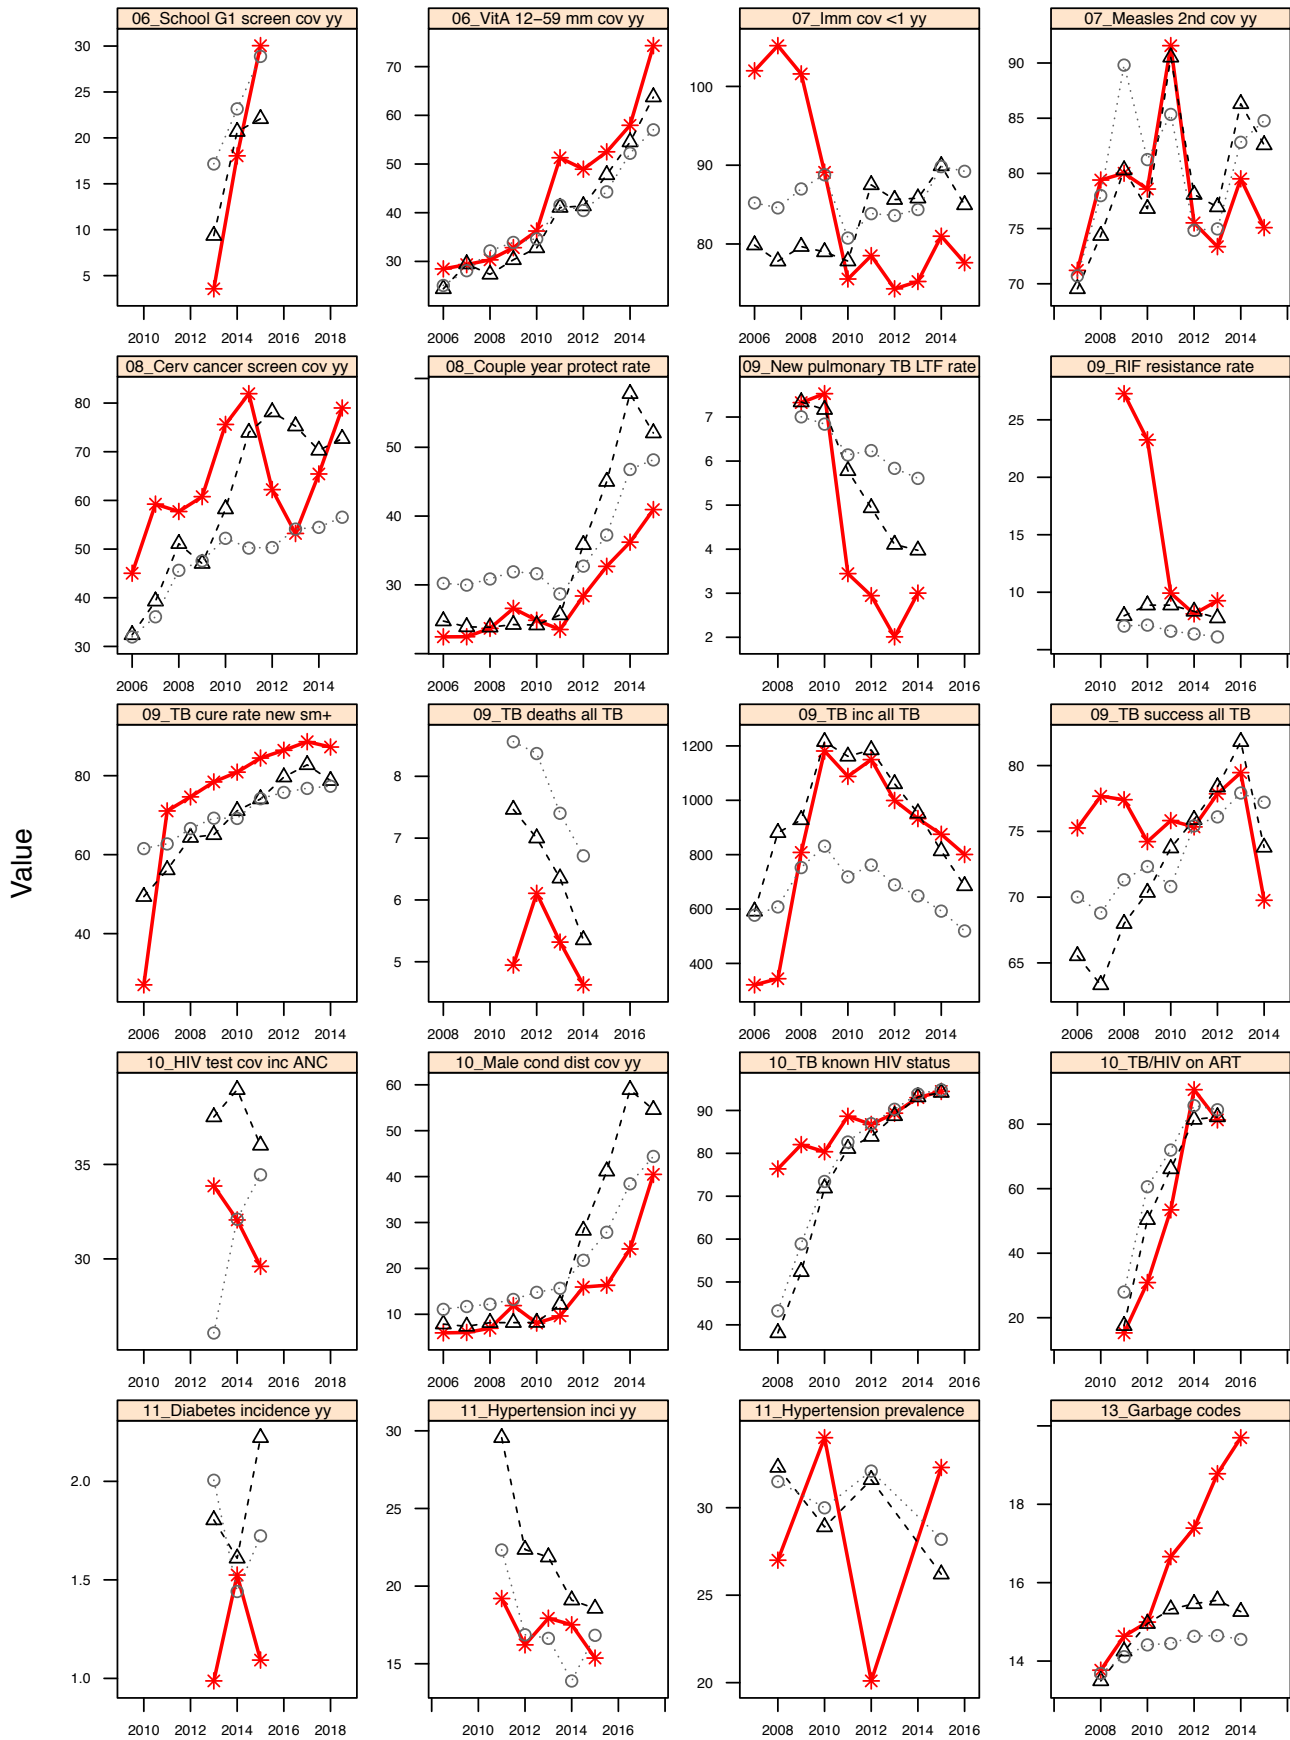 06_School G1 screen cov yy
06_VitA 12−59 mm cov yy
07_Imm cov <1 yy
07_Measles 2nd cov yy
30
25
20
15
10
5
2010 2012 2014 2016 2018
70
60
50
40
30
2006 2008 2010 2012 2014
100
90
80
2006 2008 2010 2012 2014
90
85
80
75
70
2008 2010 2012 2014 2016
08_Cerv cancer screen cov yy
08_Couple year protect rate
09_New pulmonary TB LTF rate
09_RIF resistance rate
80
70
60
50
40
30
2006 2008 2010 2012 2014
50
40
30
2006 2008 2010 2012 2014
7
6
5
4
3
2
2008 2010 2012 2014 2016
25
20
15
10
2010 2012 2014 2016
09_TB cure rate new sm+
09_TB deaths all TB
09_TB inc all TB
09_TB success all TB
Value
80
60
40
2006 2008 2010 2012 2014
8
7
6
5
2008 2010 2012 2014 2016
1200
1000
800
600
400
2006 2008 2010 2012 2014
80
75
70
65
2006 2008 2010 2012 2014
10_HIV test cov inc ANC
10_Male cond dist cov yy
10_TB known HIV status
10_TB/HIV on ART
35
30
2010 2012 2014 2016 2018
60
50
40
30
20
10
2006 2008 2010 2012 2014
90
80
70
60
50
40
2008 2010 2012 2014 2016
80
60
40
20
2008 2010 2012 2014 2016
11_Diabetes incidence yy
11_Hypertension inci yy
11_Hypertension prevalence
13_Garbage codes
2.0
1.5
1.0
2010 2012 2014 2016 2018
30
25
20
15
2010 2012 2014 2016
30
25
20
2008 2010 2012 2014 2016
18
16
14
2008 2010 2012 2014